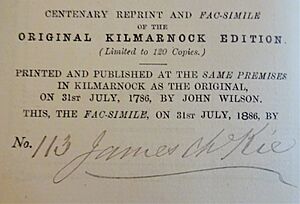 CENTENARY REPRINT AND FAC-SIMILE
OF THE
ORIGINAL KILMARNOCK EDITION.
(Limited to 120 Copies.)
PRINTED AND PUBLISHED AT THE SAME PREMISES
IN KILMARNOCK AS THE ORIGINAL,
ON 31ST JULY, 1786, BY JOHN WILSON.
THIS, THE FAC-SIMILE, ON 31ST JULY, 1886, BY
No. 113 James McKie